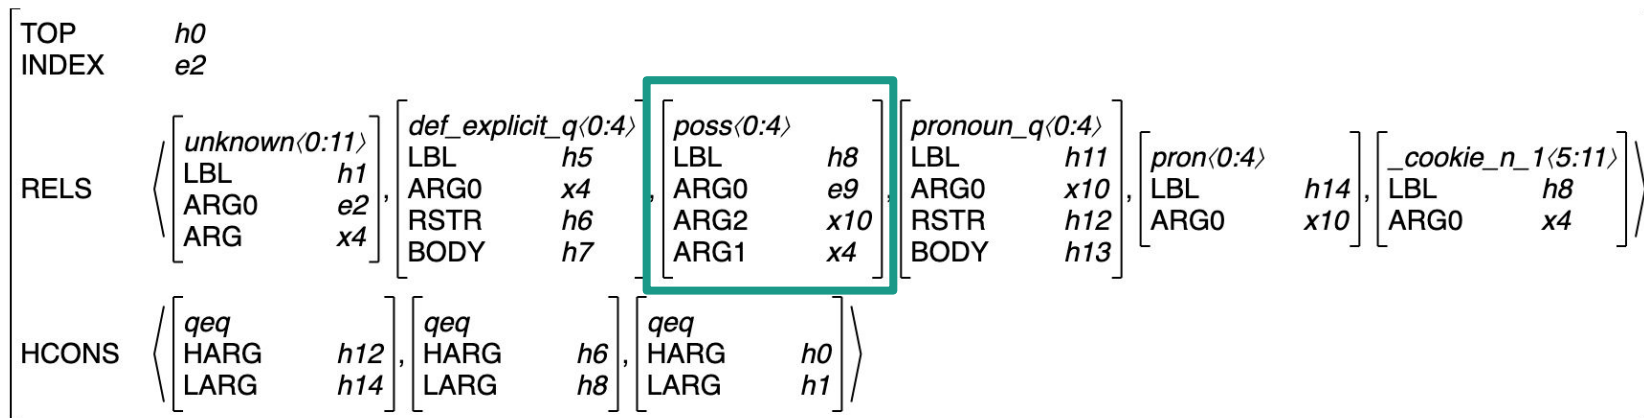 TOP h0
INDEX e2
RELS
unknown⟨0:11⟩
LBL h1
ARG0 e2
ARG x4
,
def_explicit_q⟨0:4⟩
LBL h5
ARG0 x4
RSTR h6
BODY h7
,
poss⟨0:4⟩
LBL h8
ARG0 e9
ARG2 x10
ARG1 x4
,
pronoun_q⟨0:4⟩
LBL h11
ARG0 x10
RSTR h12
BODY h13
,
pron⟨0:4⟩
LBL h14
ARG0 x10
,
_cookie_n_1⟨5:11⟩
LBL h8
ARG0 x4
HCONS
qeq
HARG h12
LARG h14
,
qeq
HARG h6
LARG h8
,
qeq
HARG h0
LARG h1